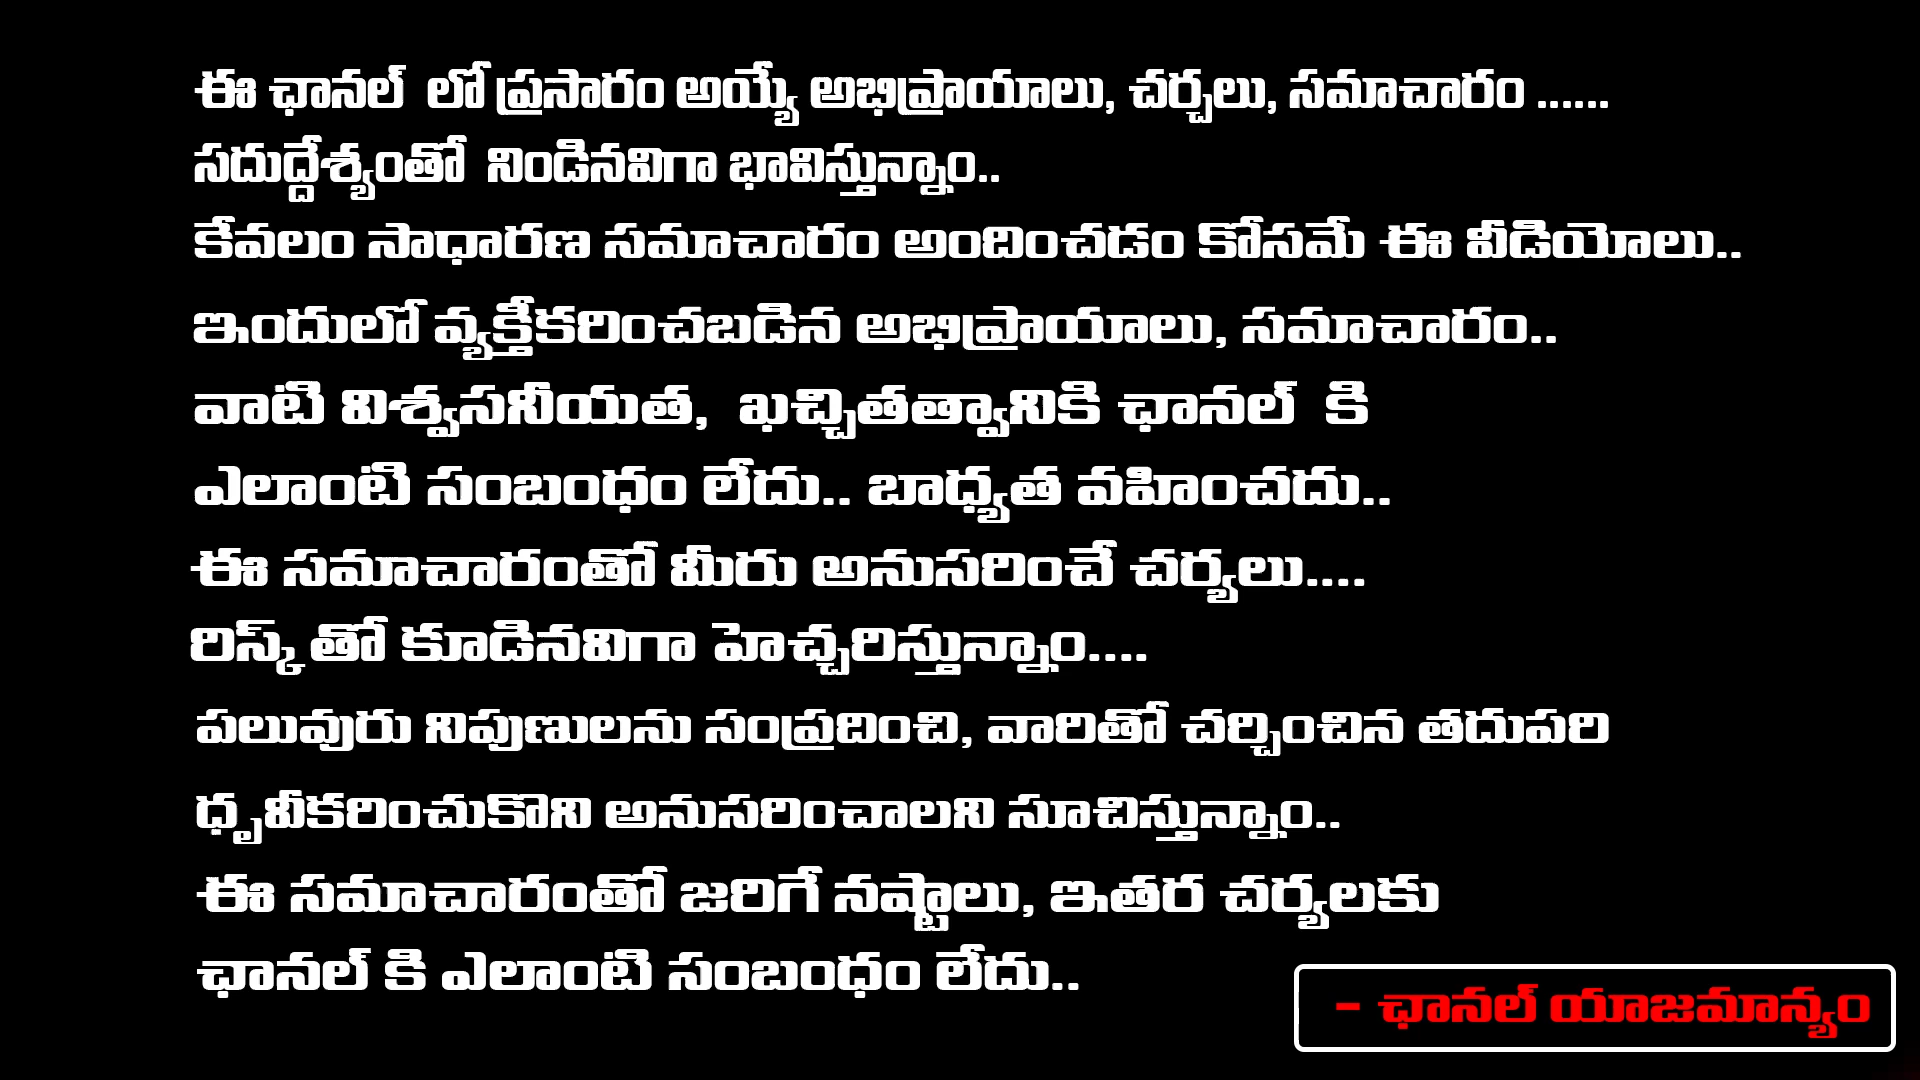 ఈ ఛానల్ లో ప్రసారం అయ్యే అభిప్రాయాలు, చర్చలు, సమాచారం ......
సదుద్దేశ్యంతో నిండినవిగా భావిస్తున్నాం..
కేవలం సాధారణ సమాచారం అందించడం కోసమే ఈ వీడియోలు..
ఇందులో వ్యక్తీకరించబడిన అభిప్రాయాలు, సమాచారం..
వాటి విశ్వసనీయత, ఖచ్చితత్వానికి ఛానల్ కి
ఎలాంటి సంబంధం లేదు.. బాధ్యత వహించదు..
ఈ సమాచారంతో మీరు అనుసరించే చర్యలు....
రిస్క్ తో కూడినవిగా హెచ్చరిస్తున్నాం....
పలువురు నిపుణులను సంప్రదించి, వారితో చర్చించిన తదుపరి
ధృవీకరించుకొని అనుసరించాలని సూచిస్తున్నాం..
ఈ సమాచారంతో జరిగే నష్టాలు, ఇతర చర్యలకు
ఛానల్ కి ఎలాంటి సంబంధం లేదు..
- ఛానల్ యాజమాన్యం